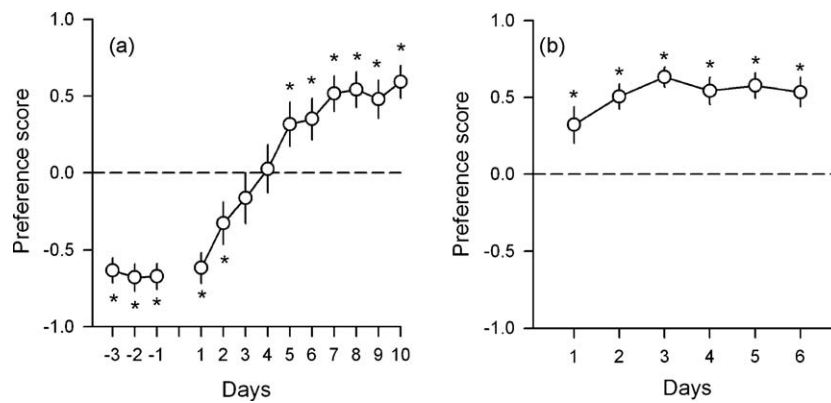 (a)
Preference score
1.0
0.5
0.0
-0.5
-1.0
* * * * * * * * * * *
-3 -2 -1 1 2 3 4 5 6 7 8 9 10
Days
(b)
Preference score
1.0
0.5
0.0
-0.5
-1.0
* * * * * *
1 2 3 4 5 6
Days